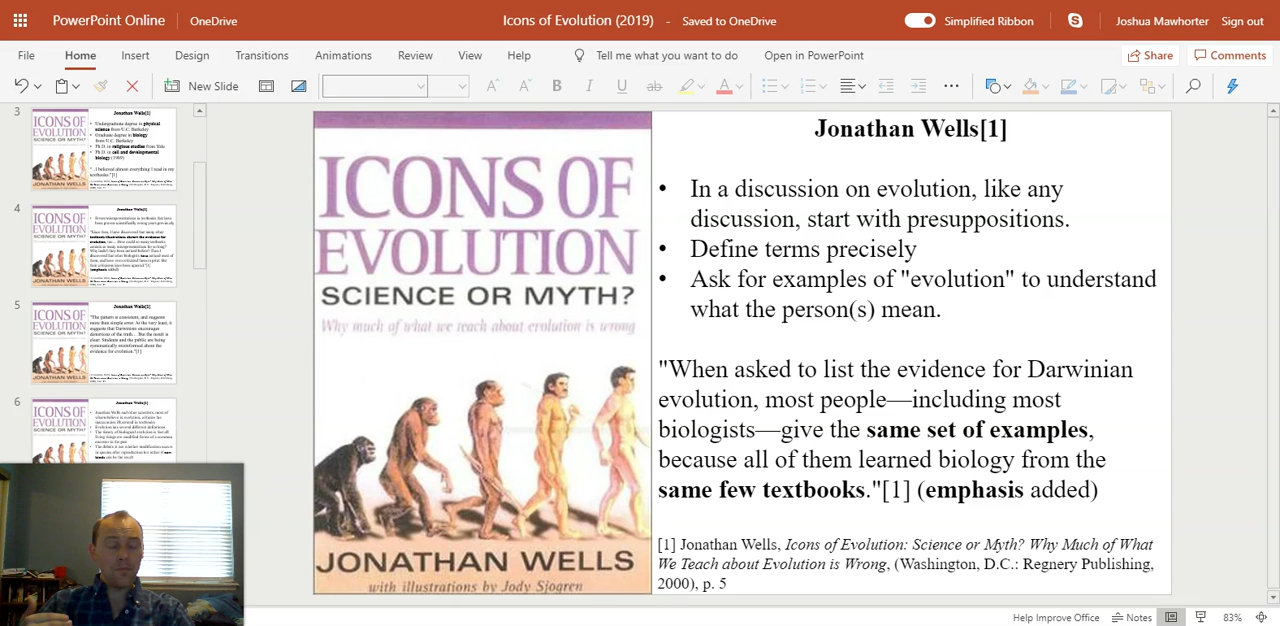 PowerPoint Online
OneDrive
Icons of Evolution (2019) - Saved to OneDrive
Simplified Ribbon
Joshua Mawhorter
Sign out
File
Home
Insert
Design
Transitions
Animations
Review
View
Help
Tell me what you want to do
Open in PowerPoint
Share
Comments
New Slide
B
I
U
ab
A
3
4
5
6
ICONS OF
EVOLUTION
SCIENCE OR MYTH?
Why much of what we teach about evolution is wrong
JONATHAN WELLS
with illustrations by Jody Sjogren
Jonathan Wells[1]
• In a discussion on evolution, like any
discussion, start with presuppositions.
• Define terms precisely
• Ask for examples of "evolution" to understand
what the person(s) mean.
"When asked to list the evidence for Darwinian
evolution, most people—including most
biologists—give the same set of examples,
because all of them learned biology from the
same few textbooks."[1] (emphasis added)
[1] Jonathan Wells, Icons of Evolution: Science or Myth? Why Much of What
We Teach about Evolution is Wrong, (Washington, D.C.: Regnery Publishing,
2000), p. 5
Help Improve Office
Notes
83%